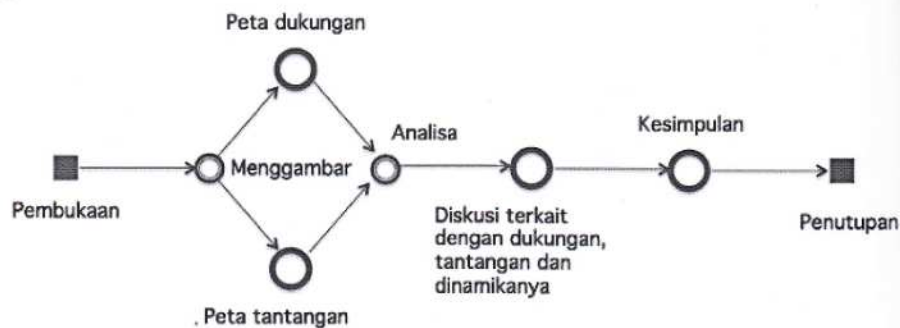 Peta dukungan
Pembukaan
Menggambar
. Peta tantangan
Analisa
Diskusi terkait
dengan dukungan,
tantangan dan
dinamikanya
Kesimpulan
Penutupan